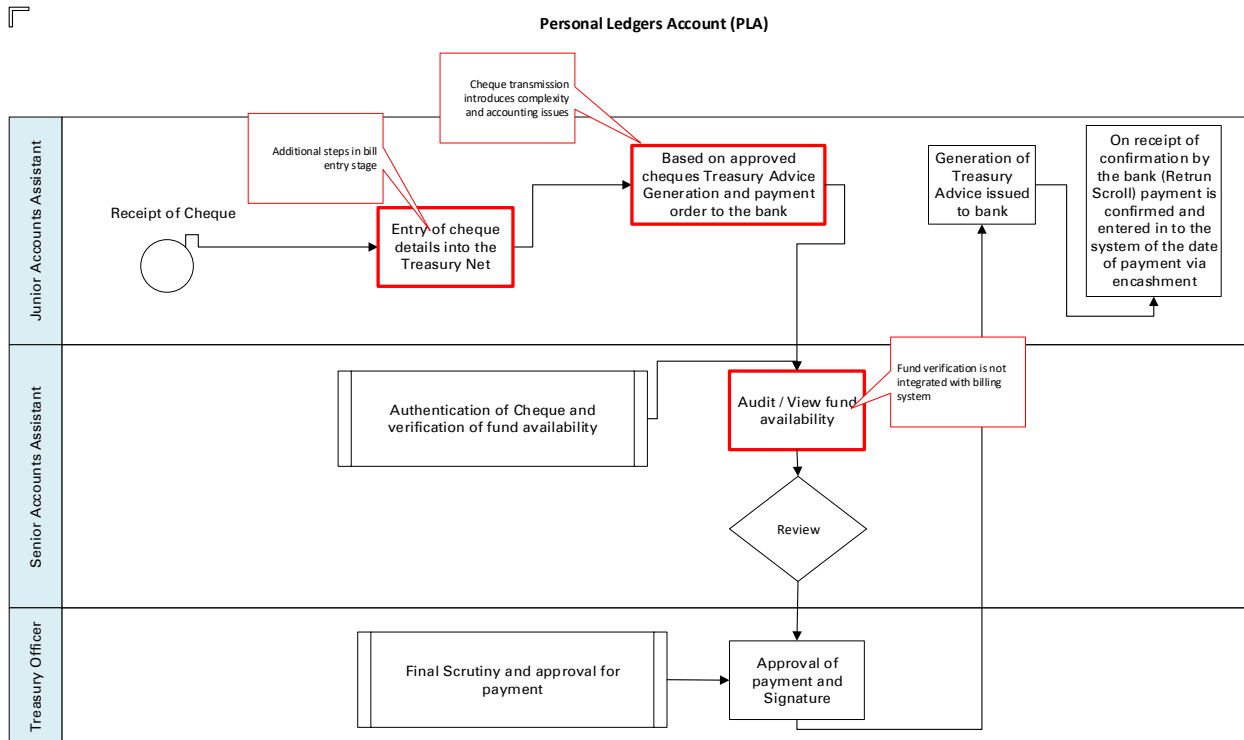 Personal Ledgers Account (PLA)
Cheque transmission
introduces complexity
and accounting issues
Additional steps in bill
entry stage
Junior Accounts Assistant
Receipt of Cheque
Entry of cheque
details into the
Treasury Net
Based on approved
cheques Treasury Advice
Generation and payment
order to the bank
Generation of
Treasury
Advice issued
to bank
On receipt of
confirmation by
the bank (Retrun
Scroll) payment is
confirmed and
entered in to the
system of the date
of payment via
encashment
Senior Accounts Assistant
Authentication of Cheque and
verification of fund availability
Audit / View fund
availability
Fund verification is not
integrated with billing
system
Review
Treasury Officer
Final Scrutiny and approval for
payment
Approval of
payment and
Signature